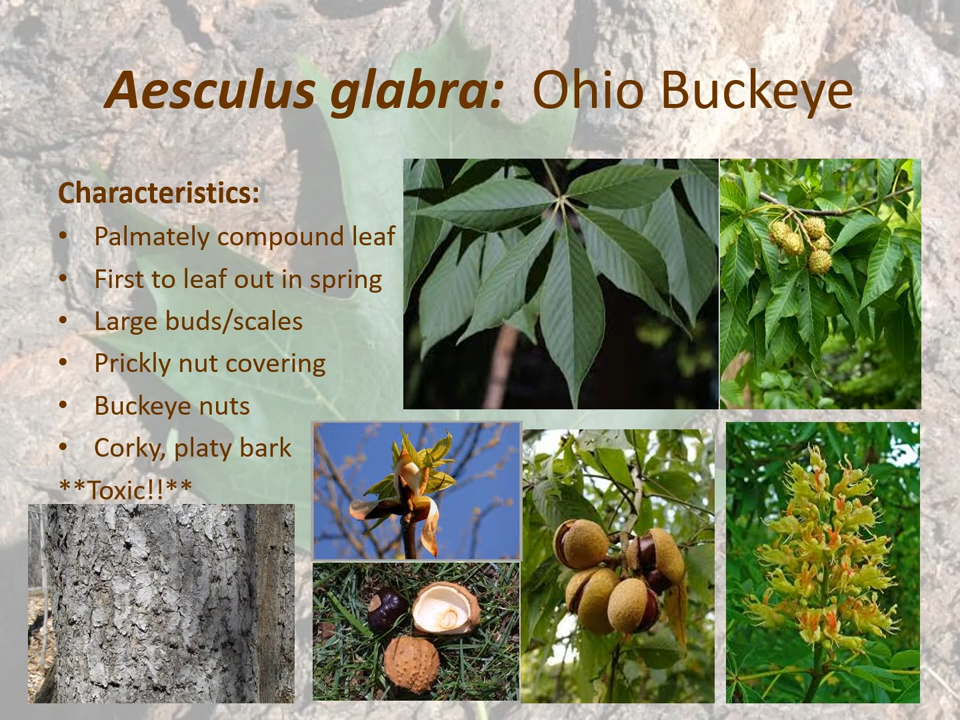 Aesculus glabra: Ohio Buckeye
Characteristics:
• Palmately compound leaf
• First to leaf out in spring
• Large buds/scales
• Prickly nut covering
• Buckeye nuts
• Corky, platy bark
**Toxic!!**